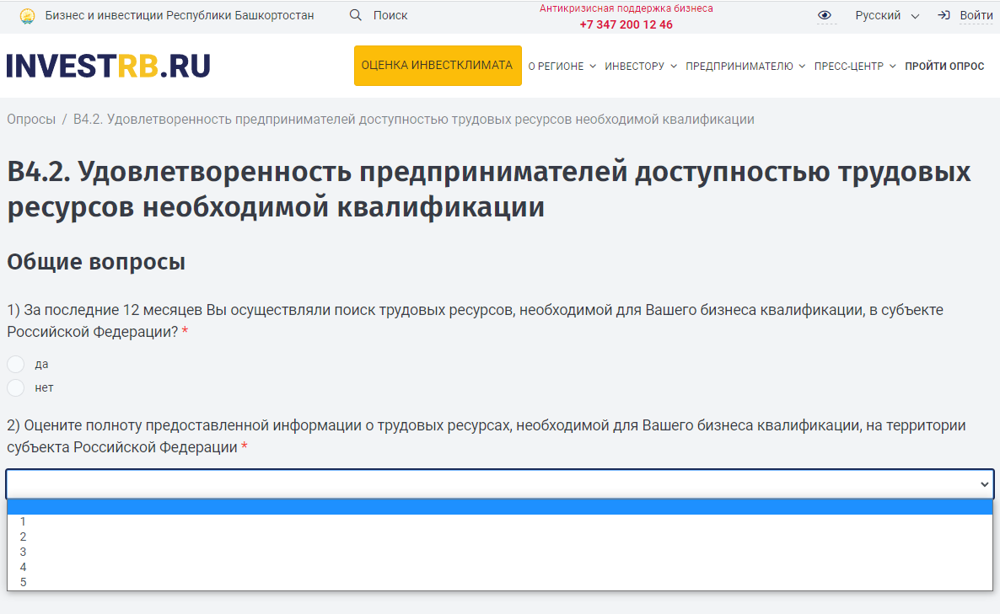 Бизнес и инвестиции Республики Башкортостан
Поиск
Антикризисная поддержка бизнеса
+7 347 200 12 46
Русский
Войти
INVESTRB.RU
ОЦЕНКА ИНВЕСТКЛИМАТА
О РЕГИОНЕ
ИНВЕСТОРУ
ПРЕДПРИНИМАТЕЛЮ
ПРЕСС-ЦЕНТР
ПРОЙТИ ОПРОС
Опросы / В4.2. Удовлетворенность предпринимателей доступностью трудовых ресурсов необходимой квалификации
В4.2. Удовлетворенность предпринимателей доступностью трудовых
ресурсов необходимой квалификации
Общие вопросы
1) За последние 12 месяцев Вы осуществляли поиск трудовых ресурсов, необходимой для Вашего бизнеса квалификации, в субъекте
Российской Федерации? *
да
нет
2) Оцените полноту предоставленной информации о трудовых ресурсах, необходимой для Вашего бизнеса квалификации, на территории
субъекта Российской Федерации *
1
2
3
4
5